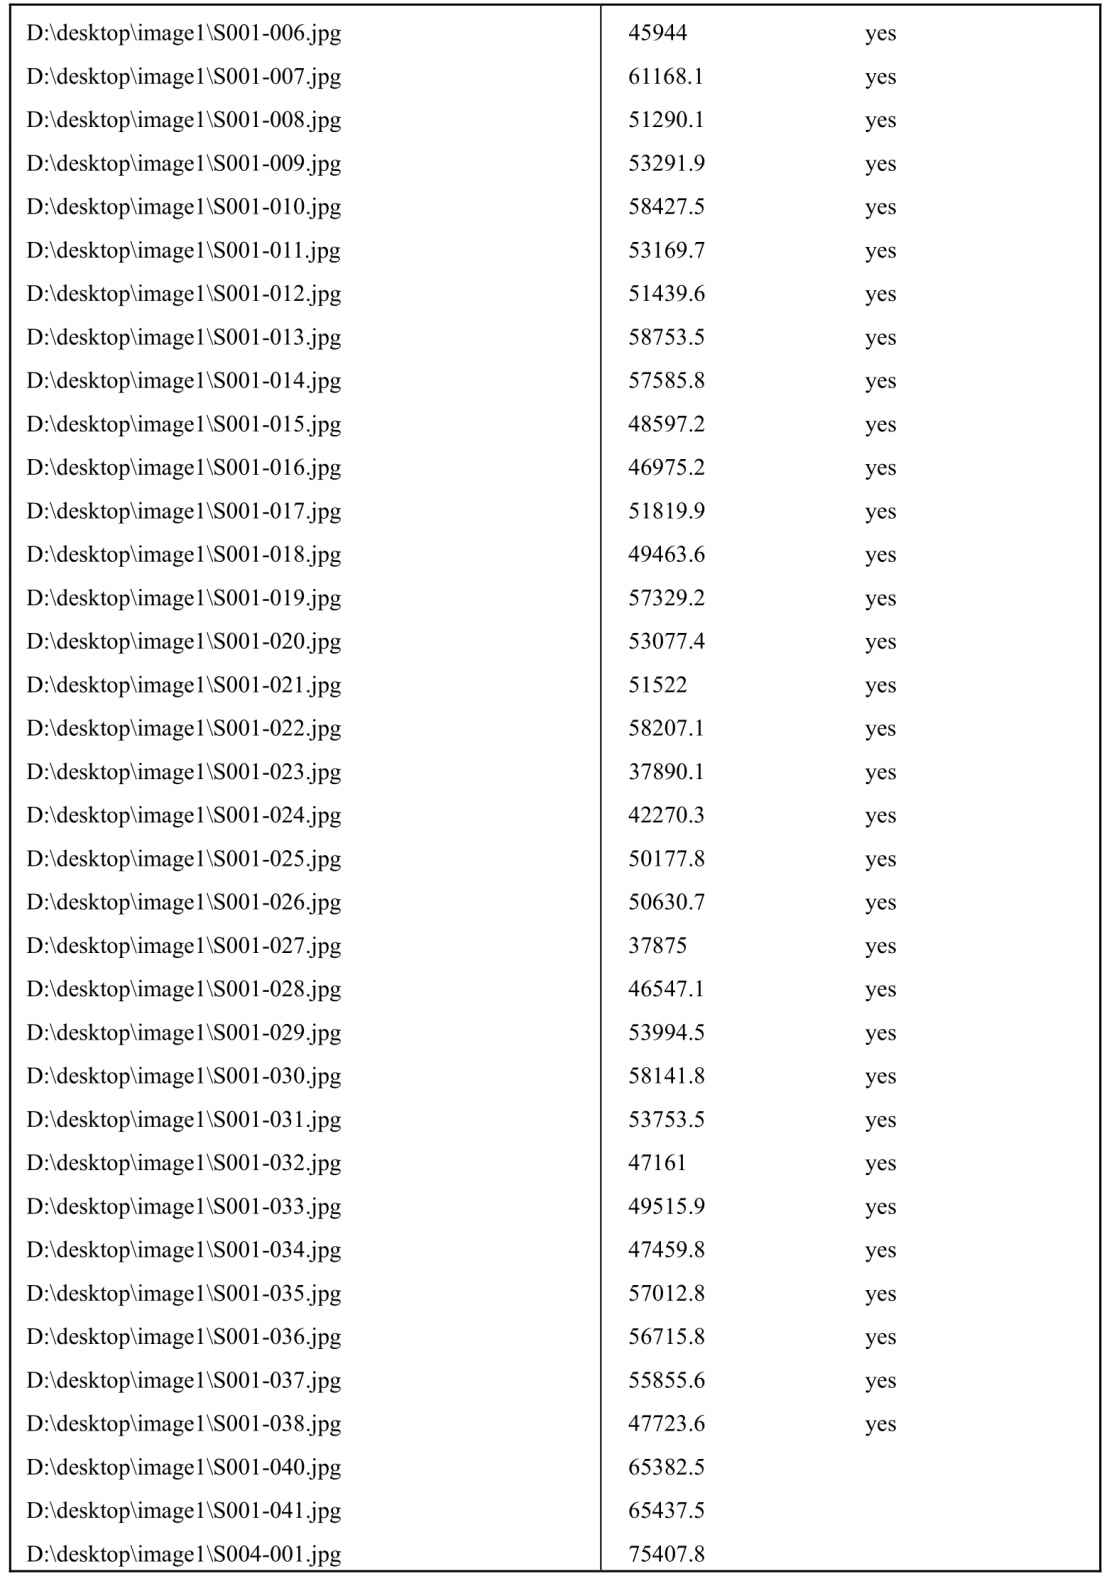 D:\desktop\image1\S001-006.jpg 45944 yes
D:\desktop\image1\S001-007.jpg 61168.1 yes
D:\desktop\image1\S001-008.jpg 51290.1 yes
D:\desktop\image1\S001-009.jpg 53291.9 yes
D:\desktop\image1\S001-010.jpg 58427.5 yes
D:\desktop\image1\S001-011.jpg 53169.7 yes
D:\desktop\image1\S001-012.jpg 51439.6 yes
D:\desktop\image1\S001-013.jpg 58753.5 yes
D:\desktop\image1\S001-014.jpg 57585.8 yes
D:\desktop\image1\S001-015.jpg 48597.2 yes
D:\desktop\image1\S001-016.jpg 46975.2 yes
D:\desktop\image1\S001-017.jpg 51819.9 yes
D:\desktop\image1\S001-018.jpg 49463.6 yes
D:\desktop\image1\S001-019.jpg 57329.2 yes
D:\desktop\image1\S001-020.jpg 53077.4 yes
D:\desktop\image1\S001-021.jpg 51522 yes
D:\desktop\image1\S001-022.jpg 58207.1 yes
D:\desktop\image1\S001-023.jpg 37890.1 yes
D:\desktop\image1\S001-024.jpg 42270.3 yes
D:\desktop\image1\S001-025.jpg 50177.8 yes
D:\desktop\image1\S001-026.jpg 50630.7 yes
D:\desktop\image1\S001-027.jpg 37875 yes
D:\desktop\image1\S001-028.jpg 46547.1 yes
D:\desktop\image1\S001-029.jpg 53994.5 yes
D:\desktop\image1\S001-030.jpg 58141.8 yes
D:\desktop\image1\S001-031.jpg 53753.5 yes
D:\desktop\image1\S001-032.jpg 47161 yes
D:\desktop\image1\S001-033.jpg 49515.9 yes
D:\desktop\image1\S001-034.jpg 47459.8 yes
D:\desktop\image1\S001-035.jpg 57012.8 yes
D:\desktop\image1\S001-036.jpg 56715.8 yes
D:\desktop\image1\S001-037.jpg 55855.6 yes
D:\desktop\image1\S001-038.jpg 47723.6 yes
D:\desktop\image1\S001-040.jpg 65382.5
D:\desktop\image1\S001-041.jpg 65437.5
D:\desktop\image1\S004-001.jpg 75407.8